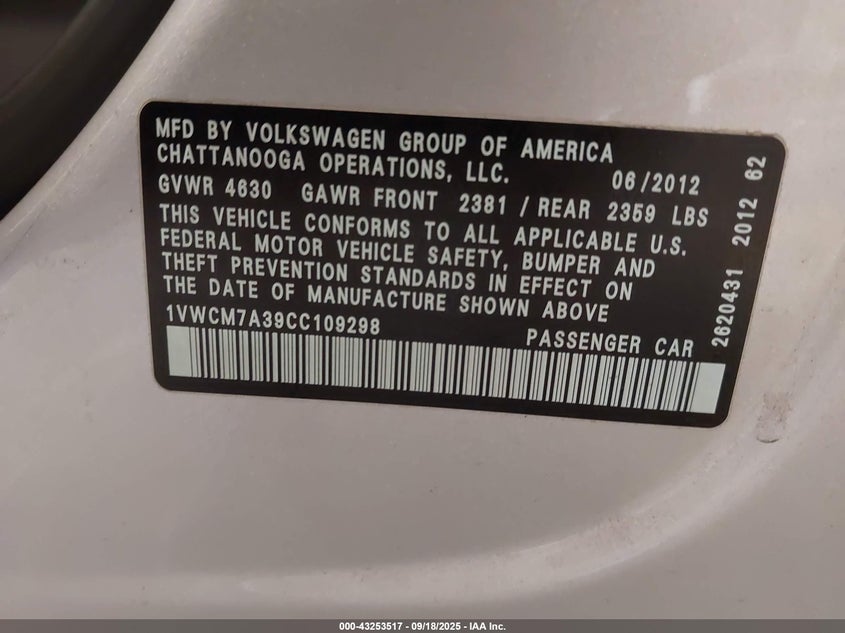 MFD BY VOLKSWAGEN GROUP OF AMERICA
CHATTANOOGA OPERATIONS, LLC. 06/2012
GVWR 4630 GAWR FRONT 2381 / REAR 2359 LBS
THIS VEHICLE CONFORMS TO ALL APPLICABLE U.S.
FEDERAL MOTOR VEHICLE SAFETY, BUMPER AND
THEFT PREVENTION STANDARDS IN EFFECT ON
THE DATE OF MANUFACTURE SHOWN ABOVE
1VWCM7A39CC109298 PASSENGER CAR
2620431 2012 62
000-43253517 - 09/18/2025 - IAA Inc.